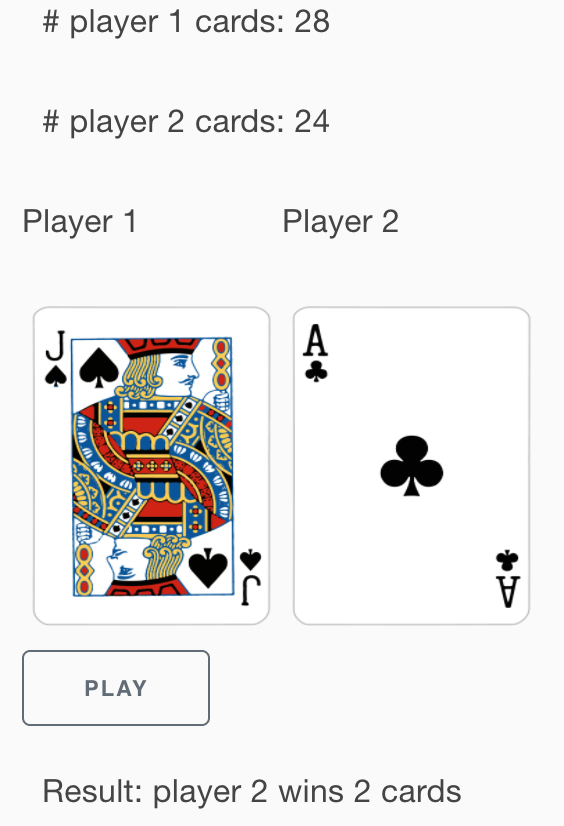 # player 1 cards: 28
# player 2 cards: 24
Player 1 Player 2
J A
J A
PLAY
Result: player 2 wins 2 cards